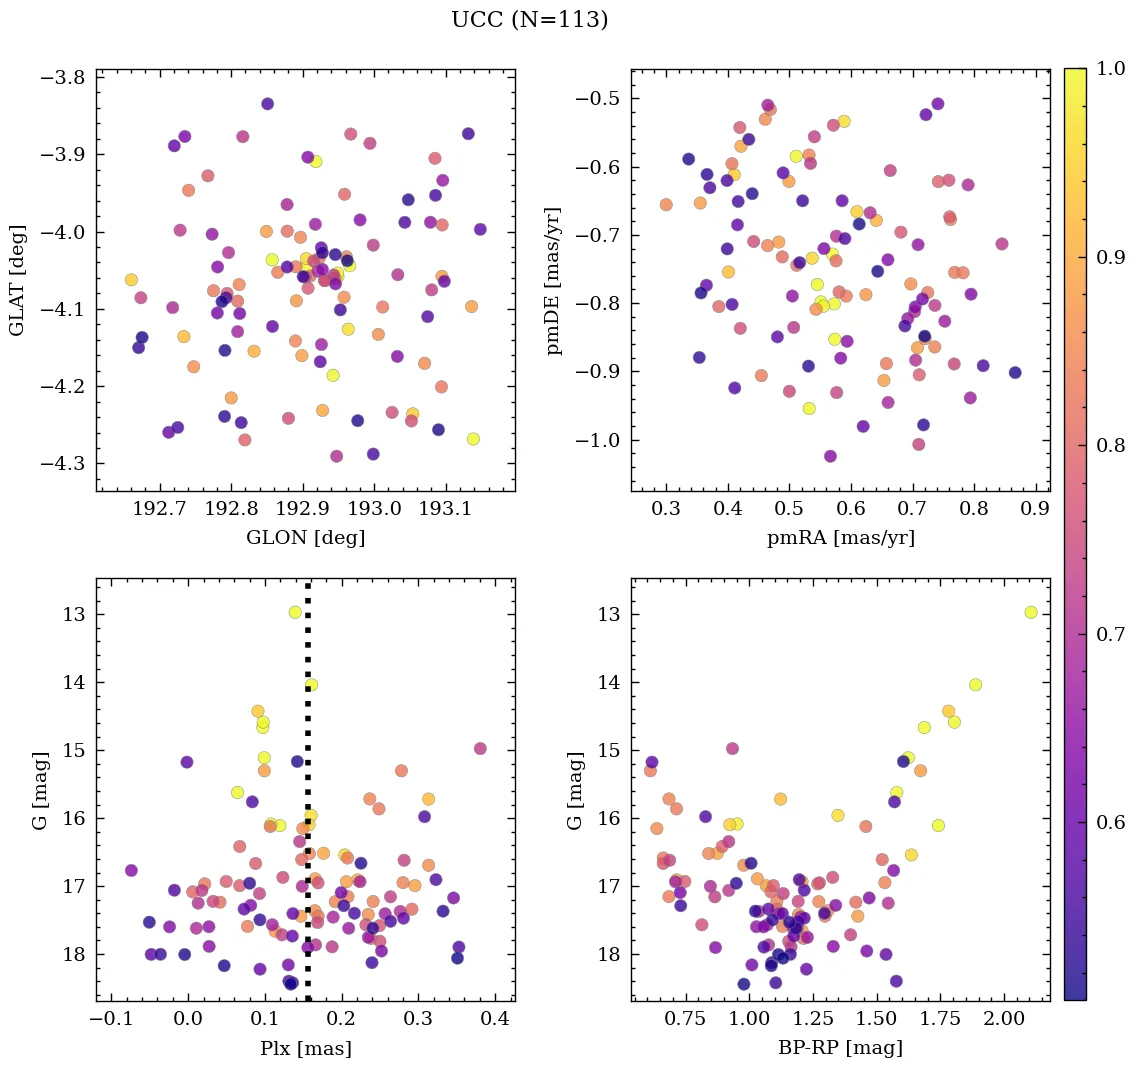 UCC (N=113)
−3.8
−3.9
−4.0
−4.1
−4.2
−4.3
GLAT [deg]
192.7 192.8 192.9 193.0 193.1
GLON [deg]
−0.5
−0.6
−0.7
−0.8
−0.9
−1.0
pmDE [mas/yr]
0.3 0.4 0.5 0.6 0.7 0.8 0.9
pmRA [mas/yr]
13
14
15
16
17
18
G [mag]
−0.1 0.0 0.1 0.2 0.3 0.4
Plx [mas]
13
14
15
16
17
18
G [mag]
0.75 1.00 1.25 1.50 1.75 2.00
BP-RP [mag]
1.0
0.9
0.8
0.7
0.6